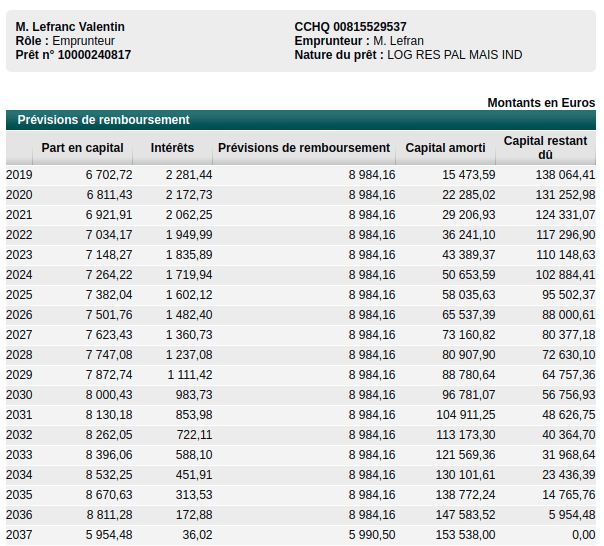 M. Lefranc Valentin CCHQ 00815529537
Rôle : Emprunteur Emprunteur : M. Lefran
Prêt n° 10000240817 Nature du prêt : LOG RES PAL MAIS IND
Montants en Euros
Prévisions de remboursement
Part en capital Intérêts Prévisions de remboursement Capital amorti Capital restant dû
2019 6 702,72 2 281,44 8 984,16 15 473,59 138 064,41
2020 6 811,43 2 172,73 8 984,16 22 285,02 131 252,98
2021 6 921,91 2 062,25 8 984,16 29 206,93 124 331,07
2022 7 034,17 1 949,99 8 984,16 36 241,10 117 296,90
2023 7 148,27 1 835,89 8 984,16 43 389,37 110 148,63
2024 7 264,22 1 719,94 8 984,16 50 653,59 102 884,41
2025 7 382,04 1 602,12 8 984,16 58 035,63 95 502,37
2026 7 501,76 1 482,40 8 984,16 65 537,39 88 000,61
2027 7 623,43 1 360,73 8 984,16 73 160,82 80 377,18
2028 7 747,08 1 237,08 8 984,16 80 907,90 72 630,10
2029 7 872,74 1 111,42 8 984,16 88 780,64 64 757,36
2030 8 000,43 983,73 8 984,16 96 781,07 56 756,93
2031 8 130,18 853,98 8 984,16 104 911,25 48 626,75
2032 8 262,05 722,11 8 984,16 113 173,30 40 364,70
2033 8 396,06 588,10 8 984,16 121 569,36 31 968,64
2034 8 532,25 451,91 8 984,16 130 101,61 23 436,39
2035 8 670,63 313,53 8 984,16 138 772,24 14 765,76
2036 8 811,28 172,88 8 984,16 147 583,52 5 954,48
2037 5 954,48 36,02 5 990,50 153 538,00 0,00